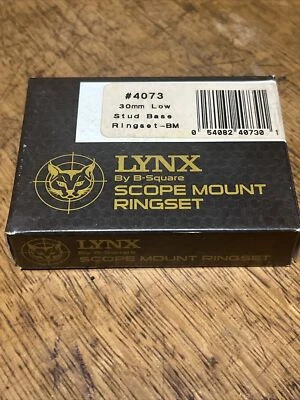 #4073
30mm Low
Stud Base
Ringset-BM
0 54082 40730 1
LYNX
By B-Square
SCOPE MOUNT
RINGSET
LYNX
By B-Square
SCOPE MOUNT RINGSET